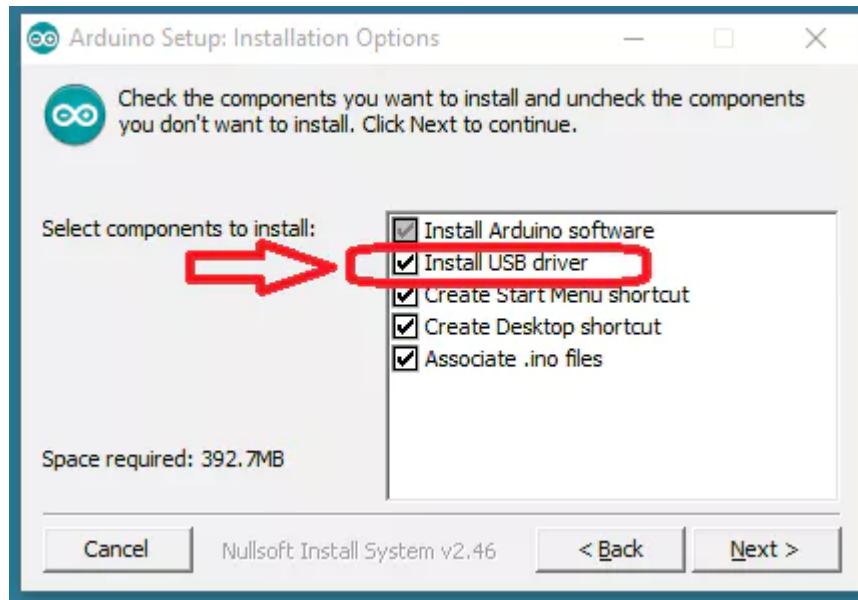 Arduino Setup: Installation Options
Check the components you want to install and uncheck the components
you don't want to install. Click Next to continue.
Select components to install:
Install Arduino software
Install USB driver
Create Start Menu shortcut
Create Desktop shortcut
Associate .ino files
Space required: 392.7MB
Cancel
Nullsoft Install System v2.46
< Back
Next >